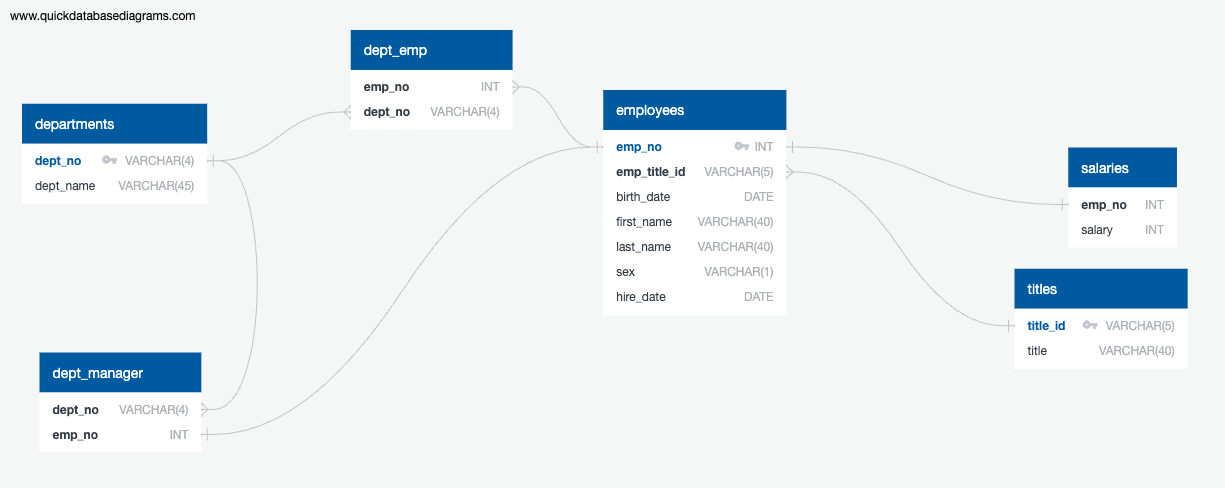 www.quickdatabasediagrams.com
dept_emp
emp_no INT
dept_no VARCHAR(4)
departments
dept_no VARCHAR(4)
dept_name VARCHAR(45)
employees
emp_no INT
emp_title_id VARCHAR(5)
birth_date DATE
first_name VARCHAR(40)
last_name VARCHAR(40)
sex VARCHAR(1)
hire_date DATE
salaries
emp_no INT
salary INT
titles
title_id VARCHAR(5)
title VARCHAR(40)
dept_manager
dept_no VARCHAR(4)
emp_no INT